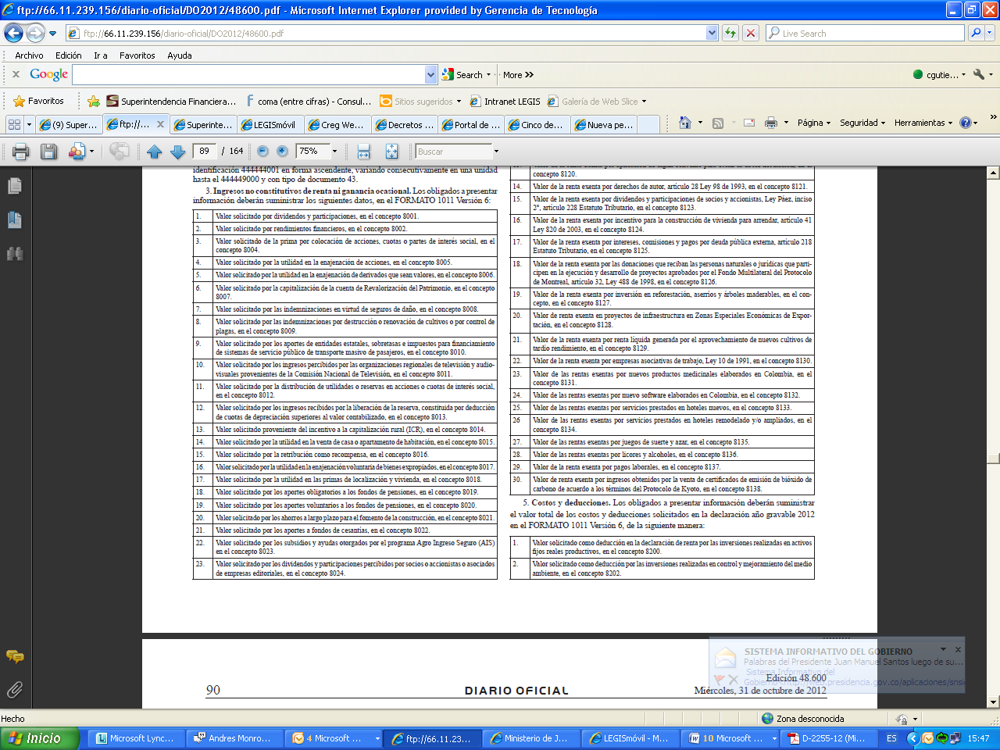 ftp://66.11.239.156/diario-oficial/DO2012/48600.pdf - Microsoft Internet Explorer provided by Gerencia de Tecnología
ftp://66.11.239.156/diario-oficial/DO2012/48600.pdf
Live Search
Archivo Edición Ir a Favoritos Ayuda
Google Search More >> cgutie...
Favoritos Superintendencia Financiera... coma (entre cifras) - Consul... Sitios sugeridos Intranet LEGIS Galería de Web Slice
(9) Super... ftp://... Superinte... LEGISmóvil Creg We... Decretos ... Portal de ... Cinco de... Nueva pe... Página Seguridad Herramientas
89 / 164 75% Buscar
identificación 444444001 en forma ascendente, variando consecutivamente en una unidad
hasta el 444449000 y con tipo de documento 43.
3. Ingresos no constitutivos de renta ni ganancia ocasional. Los obligados a presentar
información deberán suministrar los siguientes datos, en el FORMATO 1011 Versión 6:
1. Valor solicitado por dividendos y participaciones, en el concepto 8001.
2. Valor solicitado por rendimientos financieros, en el concepto 8002.
3. Valor solicitado de la prima por colocación de acciones, cuotas o partes de interés social, en el
concepto 8004.
4. Valor solicitado por la utilidad en la enajenación de acciones, en el concepto 8005.
5. Valor solicitado por la utilidad en la enajenación de derivados que sean valores, en el concepto 8006.
6. Valor solicitado por la capitalización de la cuenta de Revalorización del Patrimonio, en el concepto
8007.
7. Valor solicitado por las indemnizaciones en virtud de seguros de daño, en el concepto 8008.
8. Valor solicitado por las indemnizaciones por destrucción o renovación de cultivos o por control de
plagas, en el concepto 8009.
9. Valor solicitado por los aportes de entidades estatales, sobretasas e impuestos para financiamiento
de sistemas de servicio público de transporte masivo de pasajeros, en el concepto 8010.
10. Valor solicitado por los ingresos percibidos por las organizaciones regionales de televisión y audio-
visuales provenientes de la Comisión Nacional de Televisión, en el concepto 8011.
11. Valor solicitado por la distribución de utilidades o reservas en acciones o cuotas de interés social,
en el concepto 8012.
12. Valor solicitado por los ingresos recibidos por la liberación de la reserva, constituida por deducción
de cuotas de depreciación superiores al valor contabilizado, en el concepto 8013.
13. Valor solicitado proveniente del incentivo a la capitalización rural (ICR), en el concepto 8014.
14. Valor solicitado por la utilidad en la venta de casa o apartamento de habitación, en el concepto 8015.
15. Valor solicitado por la retribución como recompensa, en el concepto 8016.
16. Valor solicitado por la utilidad en la enajenación voluntaria de bienes expropiados, en el concepto 8017.
17. Valor solicitado por la utilidad en las primas de localización y vivienda, en el concepto 8018.
18. Valor solicitado por los aportes obligatorios a los fondos de pensiones, en el concepto 8019.
19. Valor solicitado por los aportes voluntarios a los fondos de pensiones, en el concepto 8020.
20. Valor solicitado por los ahorros a largo plazo para el fomento de la construcción, en el concepto 8021.
21. Valor solicitado por los aportes a fondos de cesantías, en el concepto 8022.
22. Valor solicitado por los subsidios y ayudas otorgados por el programa Agro Ingreso Seguro (AIS)
en el concepto 8023.
23. Valor solicitado por los dividendos y participaciones percibidos por socios o accionistas o asociados
de empresas editoriales, en el concepto 8024.
concepto 8120.
14. Valor de la renta exenta por derechos de autor, artículo 28 Ley 98 de 1993, en el concepto 8121.
15. Valor de la renta exenta por dividendos y participaciones de socios y accionistas, Ley Páez, inciso
2°, artículo 228 Estatuto Tributario, en el concepto 8123.
16. Valor de la renta exenta por incentivo para la construcción de vivienda para arrendar, artículo 41
Ley 820 de 2003, en el concepto 8124.
17. Valor de la renta exenta por intereses, comisiones y pagos por deuda pública externa, artículo 218
Estatuto Tributario, en el concepto 8125.
18. Valor de la renta exenta por las donaciones que reciban las personas naturales o jurídicas que parti-
cipen en la ejecución y desarrollo de proyectos aprobados por el Fondo Multilateral del Protocolo
de Montreal, artículo 32, Ley 488 de 1998, en el concepto 8126.
19. Valor de la renta exenta por inversión en reforestación, aserríos y árboles maderables, en el con-
cepto, en el concepto 8127.
20. Valor de renta exenta en proyectos de infraestructura en Zonas Especiales Económicas de Expor-
tación, en el concepto 8128.
21. Valor de la renta exenta por renta líquida generada por el aprovechamiento de nuevos cultivos de
tardío rendimiento, en el concepto 8129.
22. Valor de la renta exenta por empresas asociativas de trabajo, Ley 10 de 1991, en el concepto 8130.
23. Valor de las rentas exentas por nuevos productos medicinales elaborados en Colombia, en el
concepto 8131.
24. Valor de las rentas exentas por nuevo software elaborados en Colombia, en el concepto 8132.
25. Valor de las rentas exentas por servicios prestados en hoteles nuevos, en el concepto 8133.
26 Valor de las rentas exentas por servicios prestados en hoteles remodelado y/o ampliados, en el
concepto 8134.
27. Valor de las rentas exentas por juegos de suerte y azar, en el concepto 8135.
28. Valor de las rentas exentas por licores y alcoholes, en el concepto 8136.
29. Valor de la renta exenta por pagos laborales, en el concepto 8137.
30. Valor de renta exenta por ingresos obtenidos por la venta de certificados de emisión de bióxido de
carbono de acuerdo a los términos del Protocolo de Kyoto, en el concepto 8138.
5. Costos y deducciones. Los obligados a presentar información deberán suministrar
el valor total de los costos y deducciones solicitados en la declaración año gravable 2012
en el FORMATO 1011 Versión 6, de la siguiente manera:
1. Valor solicitado como deducción en la declaración de renta por las inversiones realizadas en activos
fijos reales productivos, en el concepto 8200.
2. Valor solicitado como deducción por las inversiones realizadas en control y mejoramiento del medio
ambiente, en el concepto 8202.
SISTEMA INFORMATIVO DEL GOBIERNO
Palabras del Presidente Juan Manuel Santos luego de su...
Sistema Informativo del
Gobierno <http://web.presidencia.gov.co/aplicaciones/snsi
Edición 48.600
90 DIARIO OFICIAL Miércoles, 31 de octubre de 2012
Hecho Zona desconocida
Inicio Microsoft Lync... Andres Monro... 4 Microsoft ... ftp://66.11.23... Ministerio de J... LEGISmóvil - M... 10 Microsoft ... D-2255-12 (Mi... ES 15:47